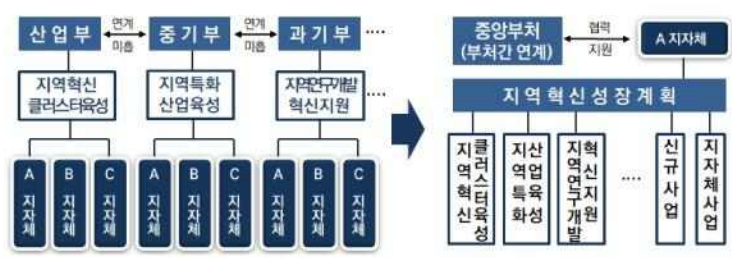 산업부
연계
미흡
중기부
연계
미흡
과기부
....
지역혁신
클러스터육성
지역특화
산업육성
지역연구개발
혁신지원
....
A 지자체
B 지자체
C 지자체
A 지자체
B 지자체
C 지자체
A 지자체
B 지자체
C 지자체
중앙부처
(부처간 연계)
협력
지원
A 지자체
지역혁신성장계획
지역혁신
클러스터육성
지역특화
산업육성
지역연구개발
혁신지원
....
신규사업
지자체사업